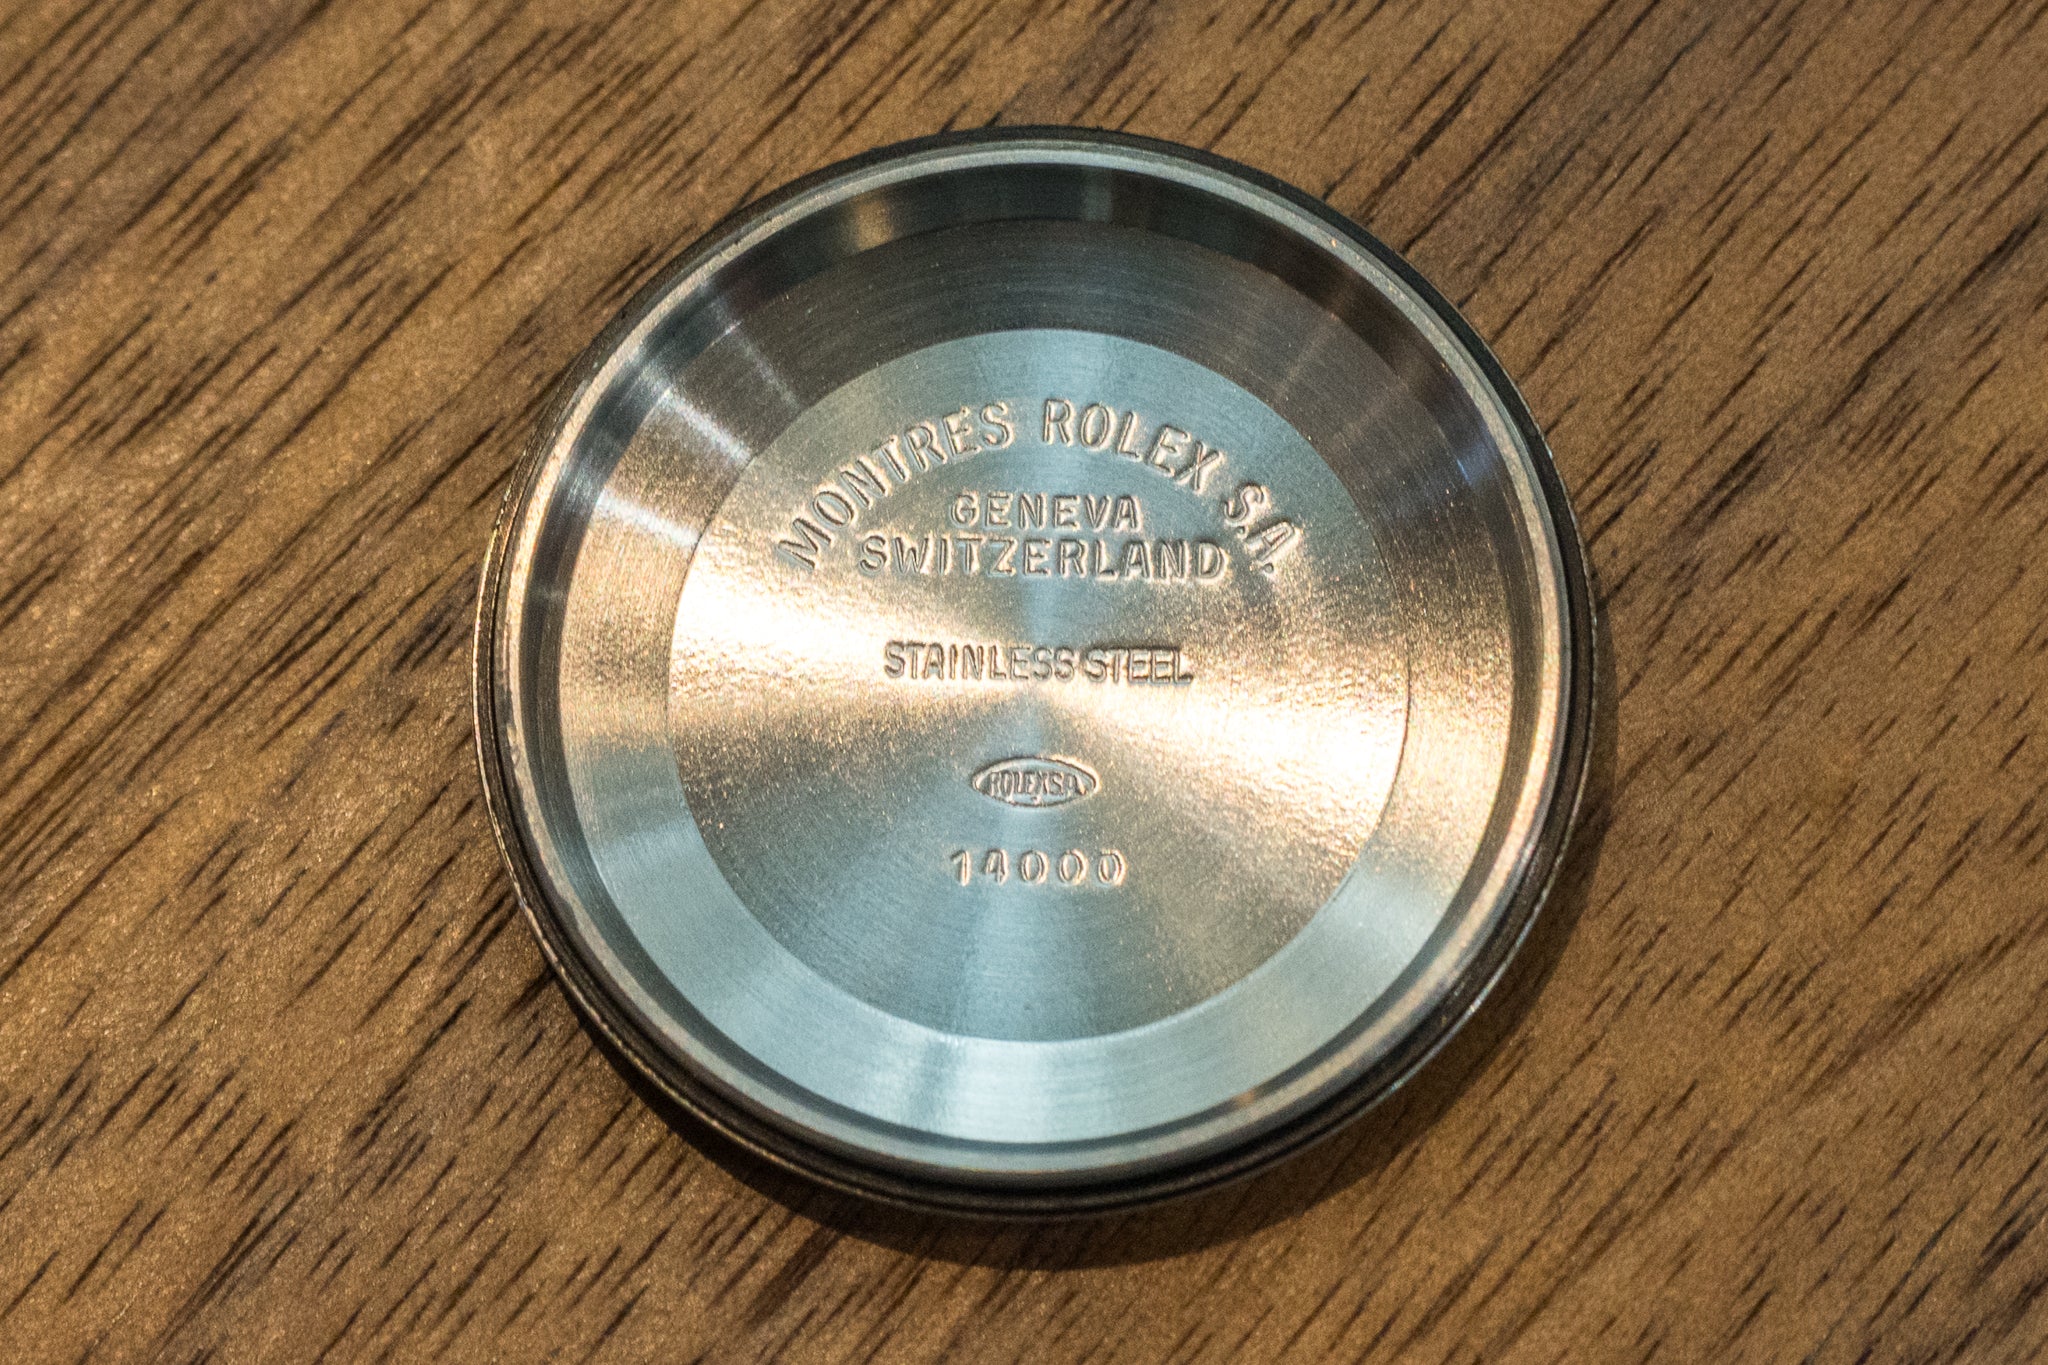 MONTRES ROLEX S.A.
GENEVA
SWITZERLAND
STAINLESS STEEL
ROLEX S.A.
14000